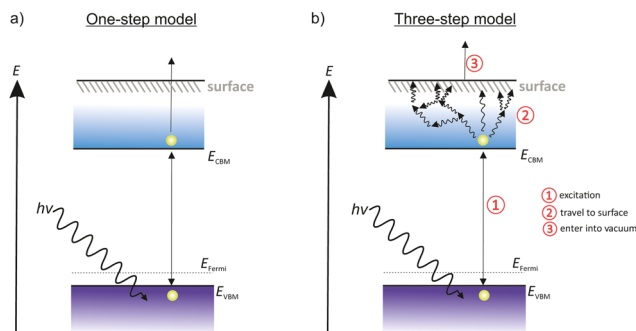 a)
One-step model
E
surface
E_CBM
hν
E_Fermi
E_VBM
b)
Three-step model
E
3
surface
2
E_CBM
1
hν
E_Fermi
E_VBM
1 excitation
2 travel to surface
3 enter into vacuum